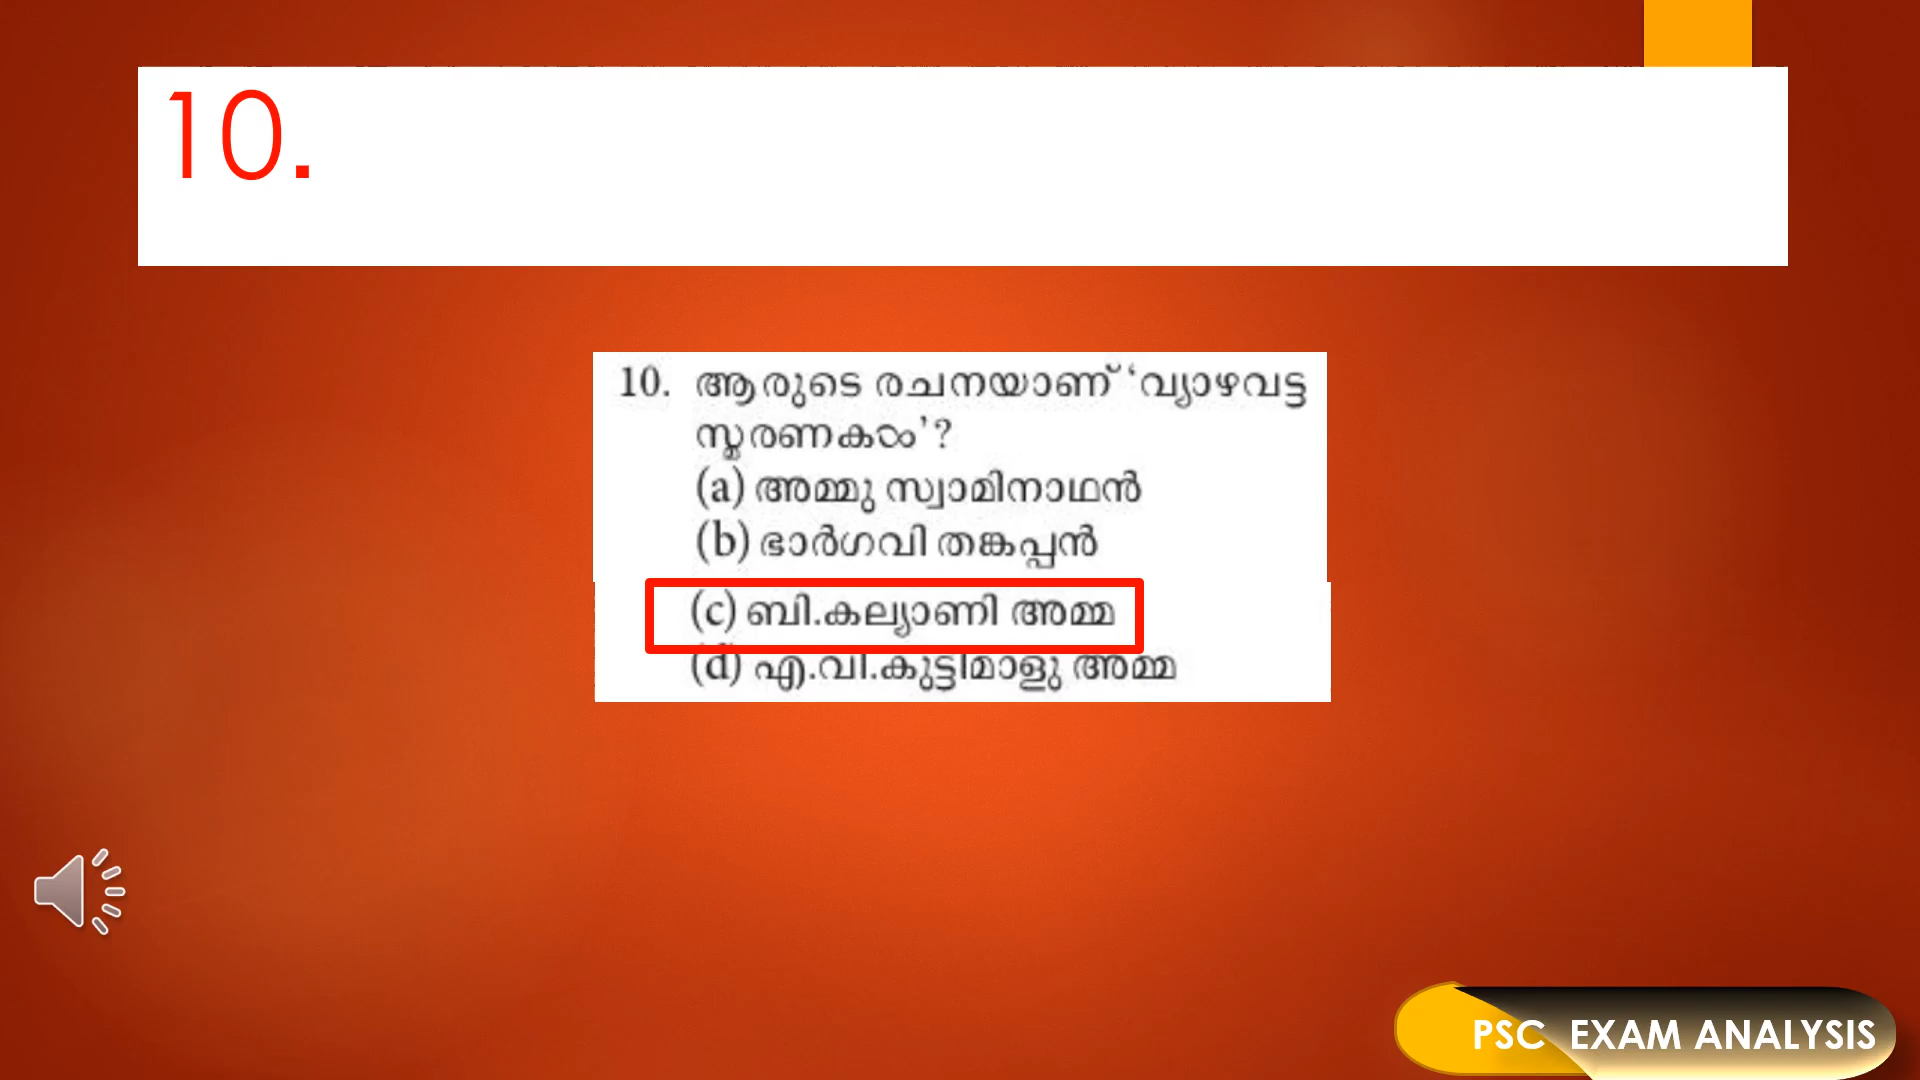 10.
10. ആരുടെ രചനയാണ് ‘വ്യാഴവട്ട
സ്മരണകൾ’?
(a) അമ്മു സ്വാമിനാഥൻ
(b) ഭാർഗവി തങ്കപ്പൻ
(c) ബി.കല്യാണി അമ്മ
(d) എ.വി.കുട്ടിമാളു അമ്മ
PSC EXAM ANALYSIS